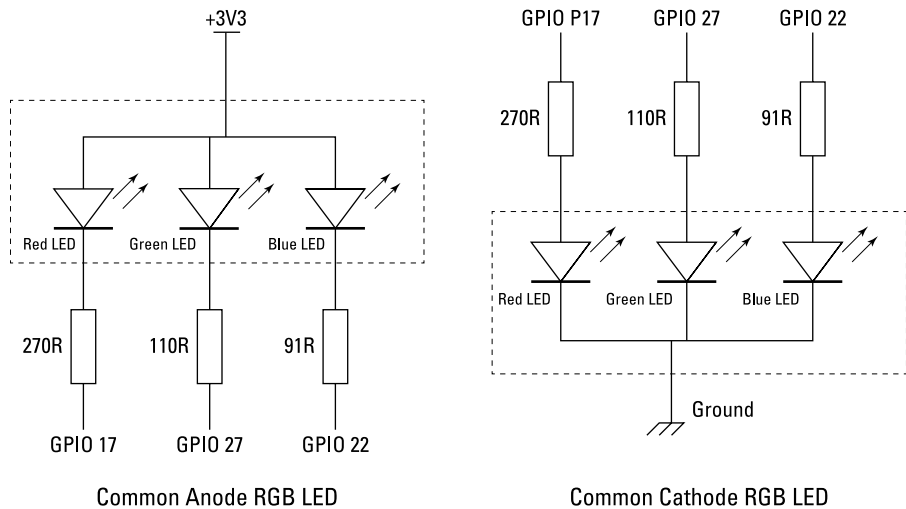 +3V3
Red LED
Green LED
Blue LED
270R
110R
91R
GPIO 17
GPIO 27
GPIO 22
Common Anode RGB LED
GPIO P17
GPIO 27
GPIO 22
270R
110R
91R
Red LED
Green LED
Blue LED
Ground
Common Cathode RGB LED